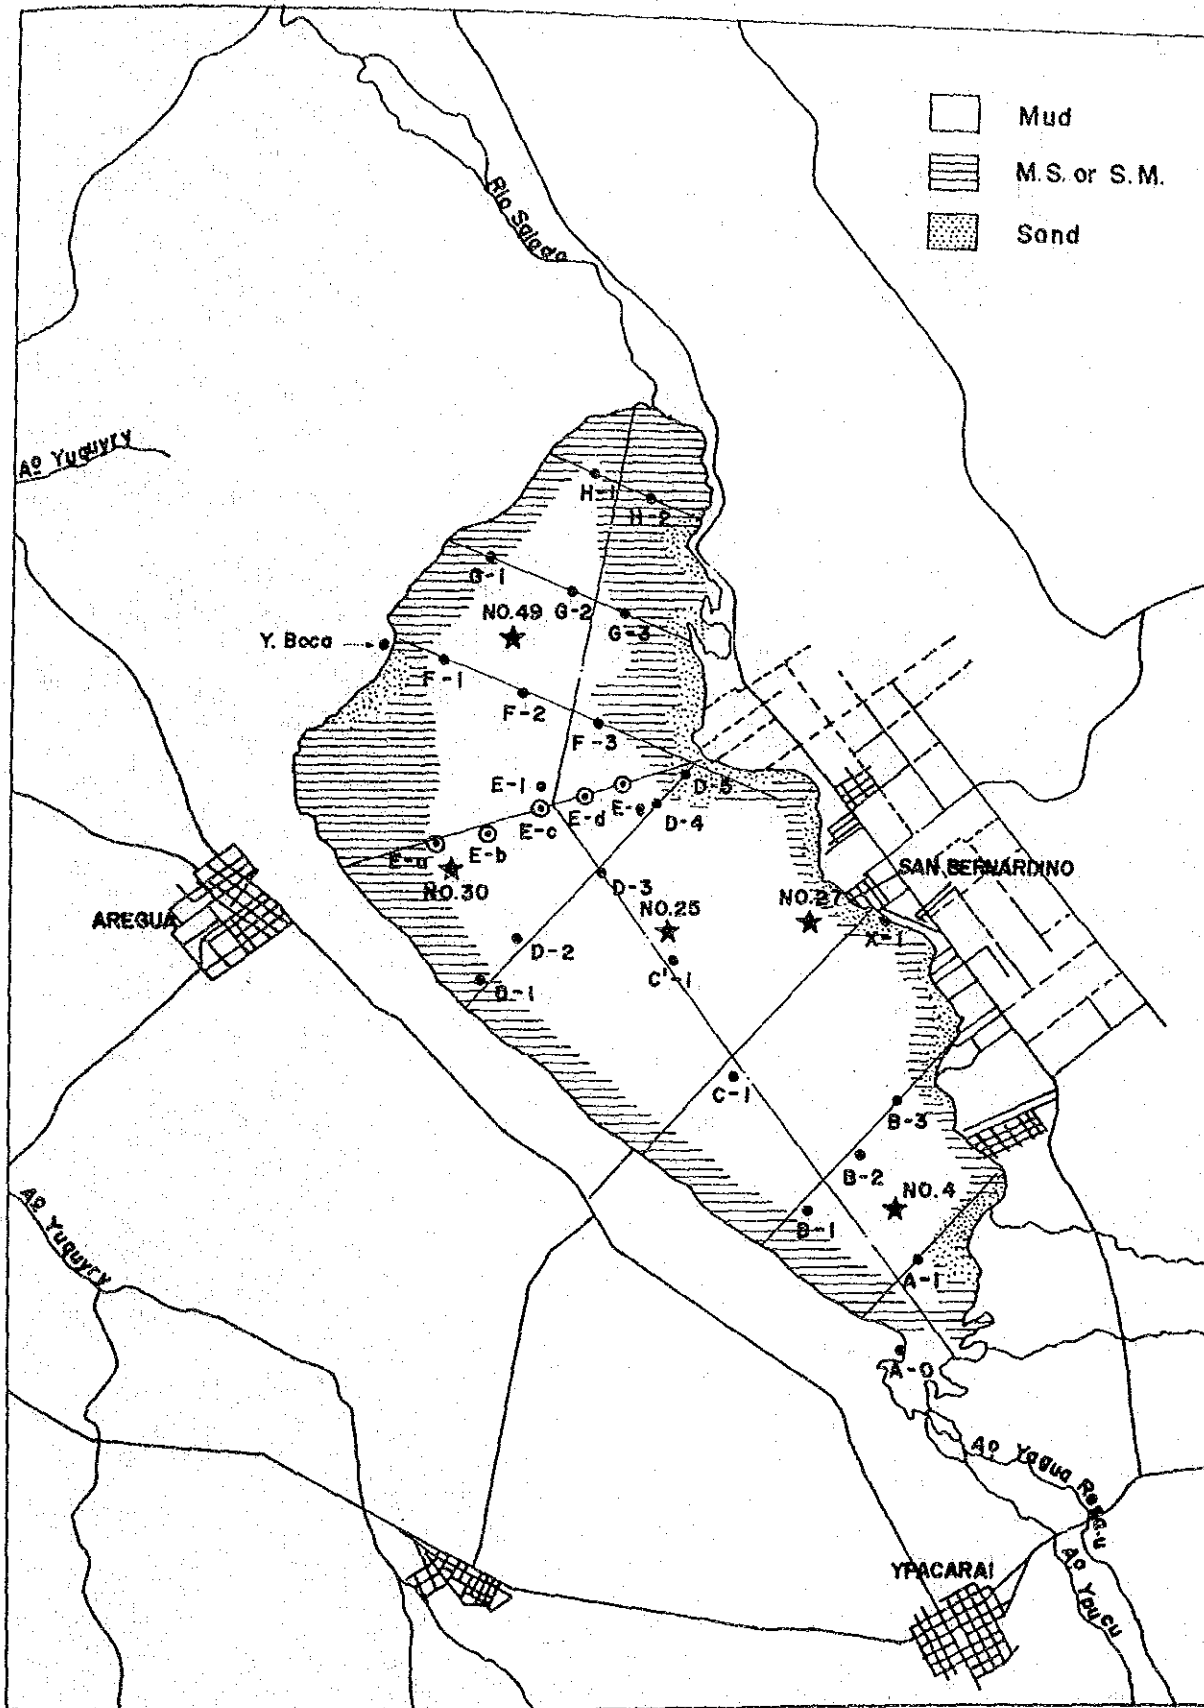 Mud
M.S. or S.M.
Sand
Rio Salado
Aº Yuquyry
H-1
H-2
G-1
G-2
G-3
NO.49
Y. Boca
F-1
F-2
F-3
E-1
E-a
E-b
E-c
E-d
E-e
D-5
D-4
D-3
D-2
D-1
NO.30
NO.25
NO.27
X-1
SAN BERNARDINO
AREGUA
C'-1
C-1
B-3
B-2
B-1
NO.4
A-1
A-0
Aº Yuquyry
Aº Yagua Resa-u
YPACARAI
Aº Ypucu